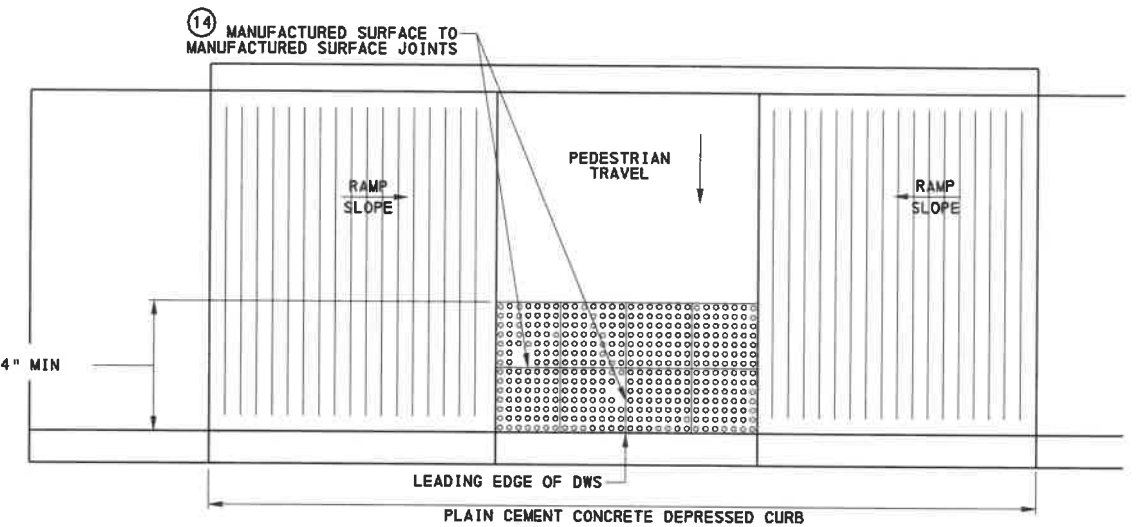 14 MANUFACTURED SURFACE TO
MANUFACTURED SURFACE JOINTS
PEDESTRIAN
TRAVEL
RAMP
SLOPE
RAMP
SLOPE
4" MIN
LEADING EDGE OF DWS
PLAIN CEMENT CONCRETE DEPRESSED CURB